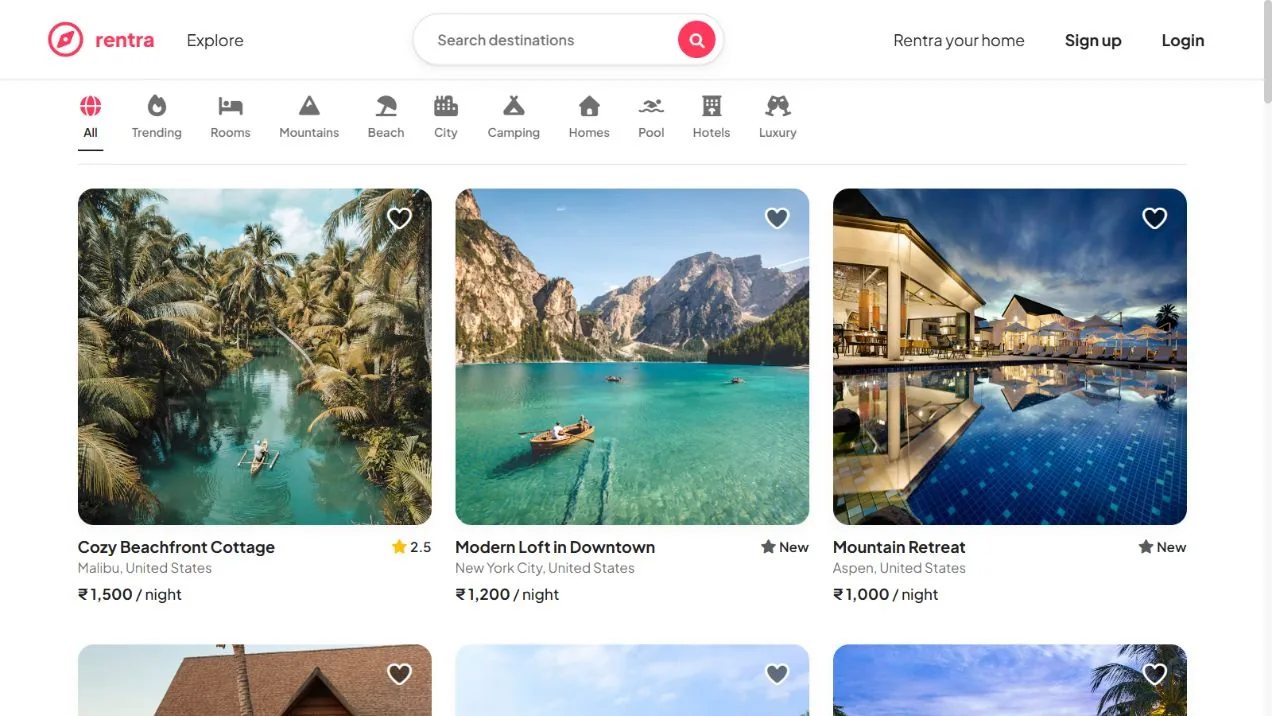 rentra
Explore
Search destinations
Rentra your home
Sign up
Login
All
Trending
Rooms
Mountains
Beach
City
Camping
Homes
Pool
Hotels
Luxury
Cozy Beachfront Cottage
2.5
Malibu, United States
₹ 1,500 / night
Modern Loft in Downtown
New
New York City, United States
₹ 1,200 / night
Mountain Retreat
New
Aspen, United States
₹ 1,000 / night